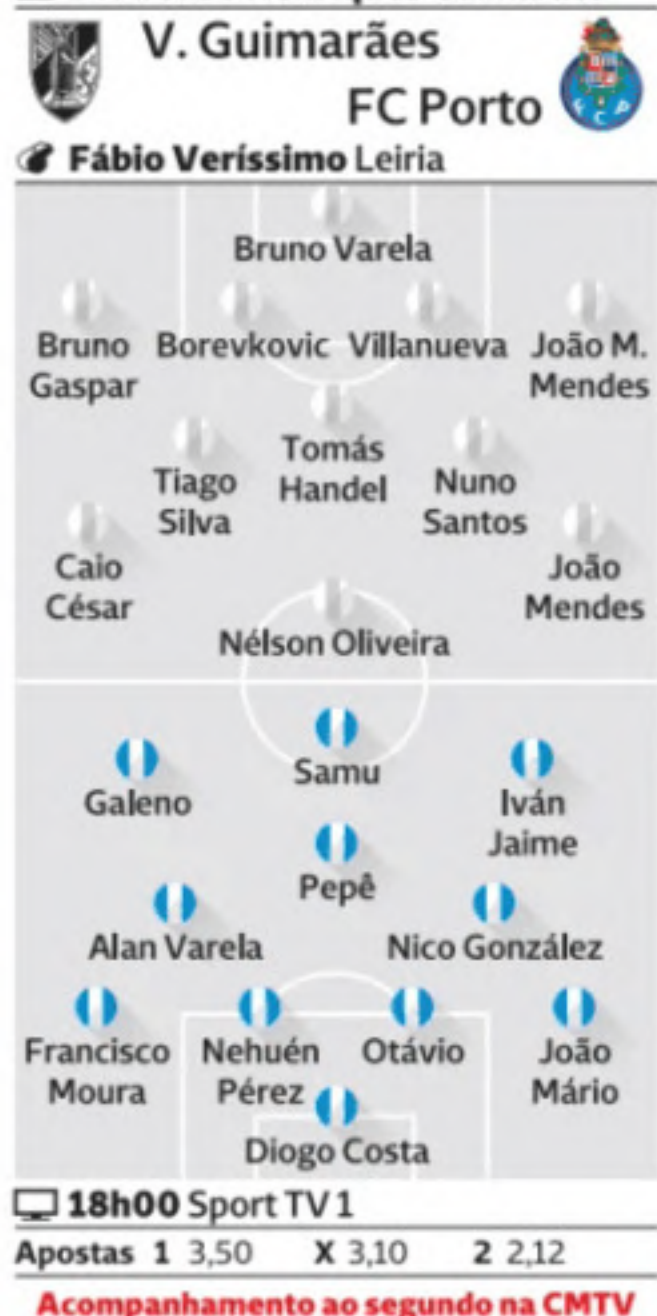 V. Guimarães
FC Porto
Fábio Veríssimo Leiria
Bruno Varela
Bruno Gaspar
Borevkovic
Villanueva
João M. Mendes
Tiago Silva
Tomás Handel
Nuno Santos
Caio César
João Mendes
Nélson Oliveira
Samu
Galeno
Iván Jaime
Pepê
Alan Varela
Nico González
Francisco Moura
Nehuén Pérez
Otávio
João Mário
Diogo Costa
18h00 Sport TV1
Apostas 1 3,50 X 3,10 2 2,12
Acompanhamento ao segundo na CMTV